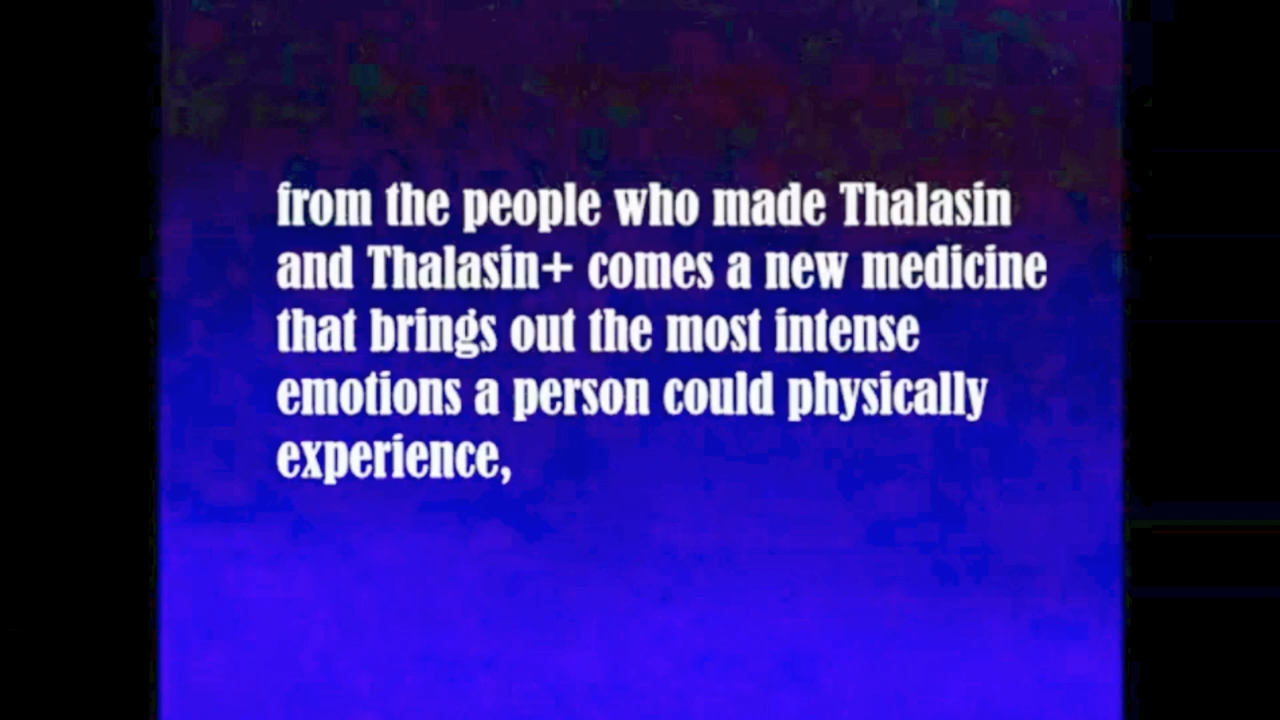 from the people who made Thalasin
and Thalasin+ comes a new medicine
that brings out the most intense
emotions a person could physically
experience,